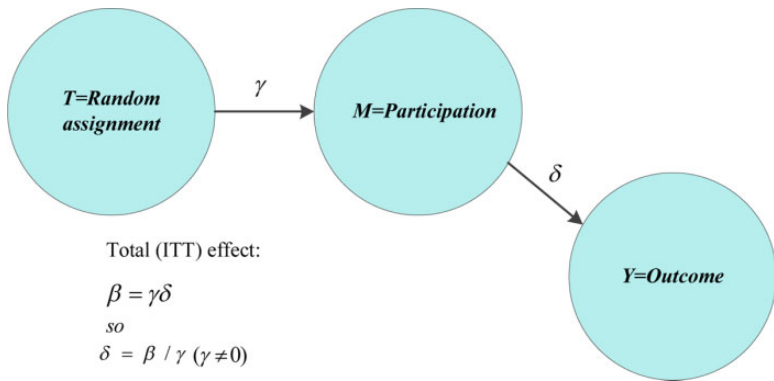 T=Random
assignment
γ
M=Participation
δ
Y=Outcome
Total (ITT) effect:
β = γδ
so
δ = β / γ (γ≠0)